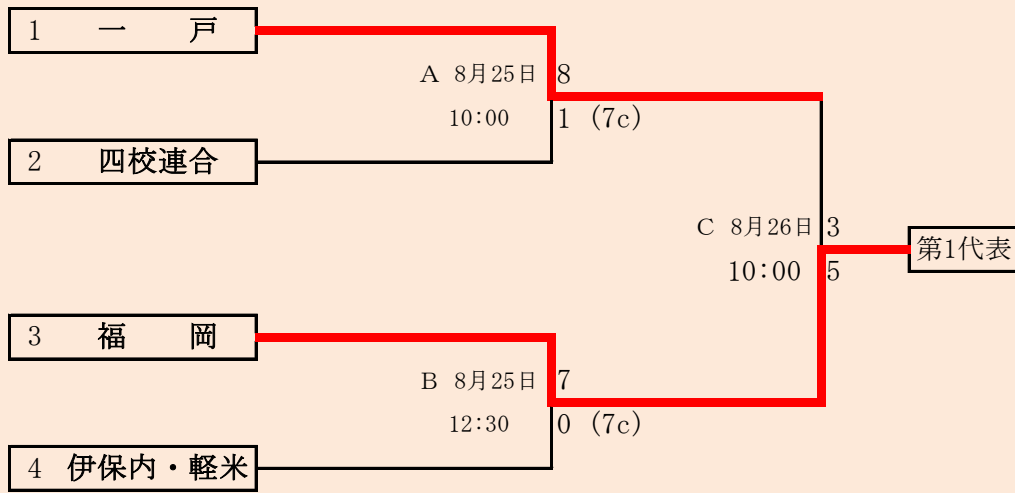 1 一 戸
A 8月25日 8
10:00 1 (7c)
2 四校連合
C 8月26日 3
第1代表
10:00 5
3 福 岡
B 8月25日 7
12:30 0 (7c)
4 伊保内・軽米